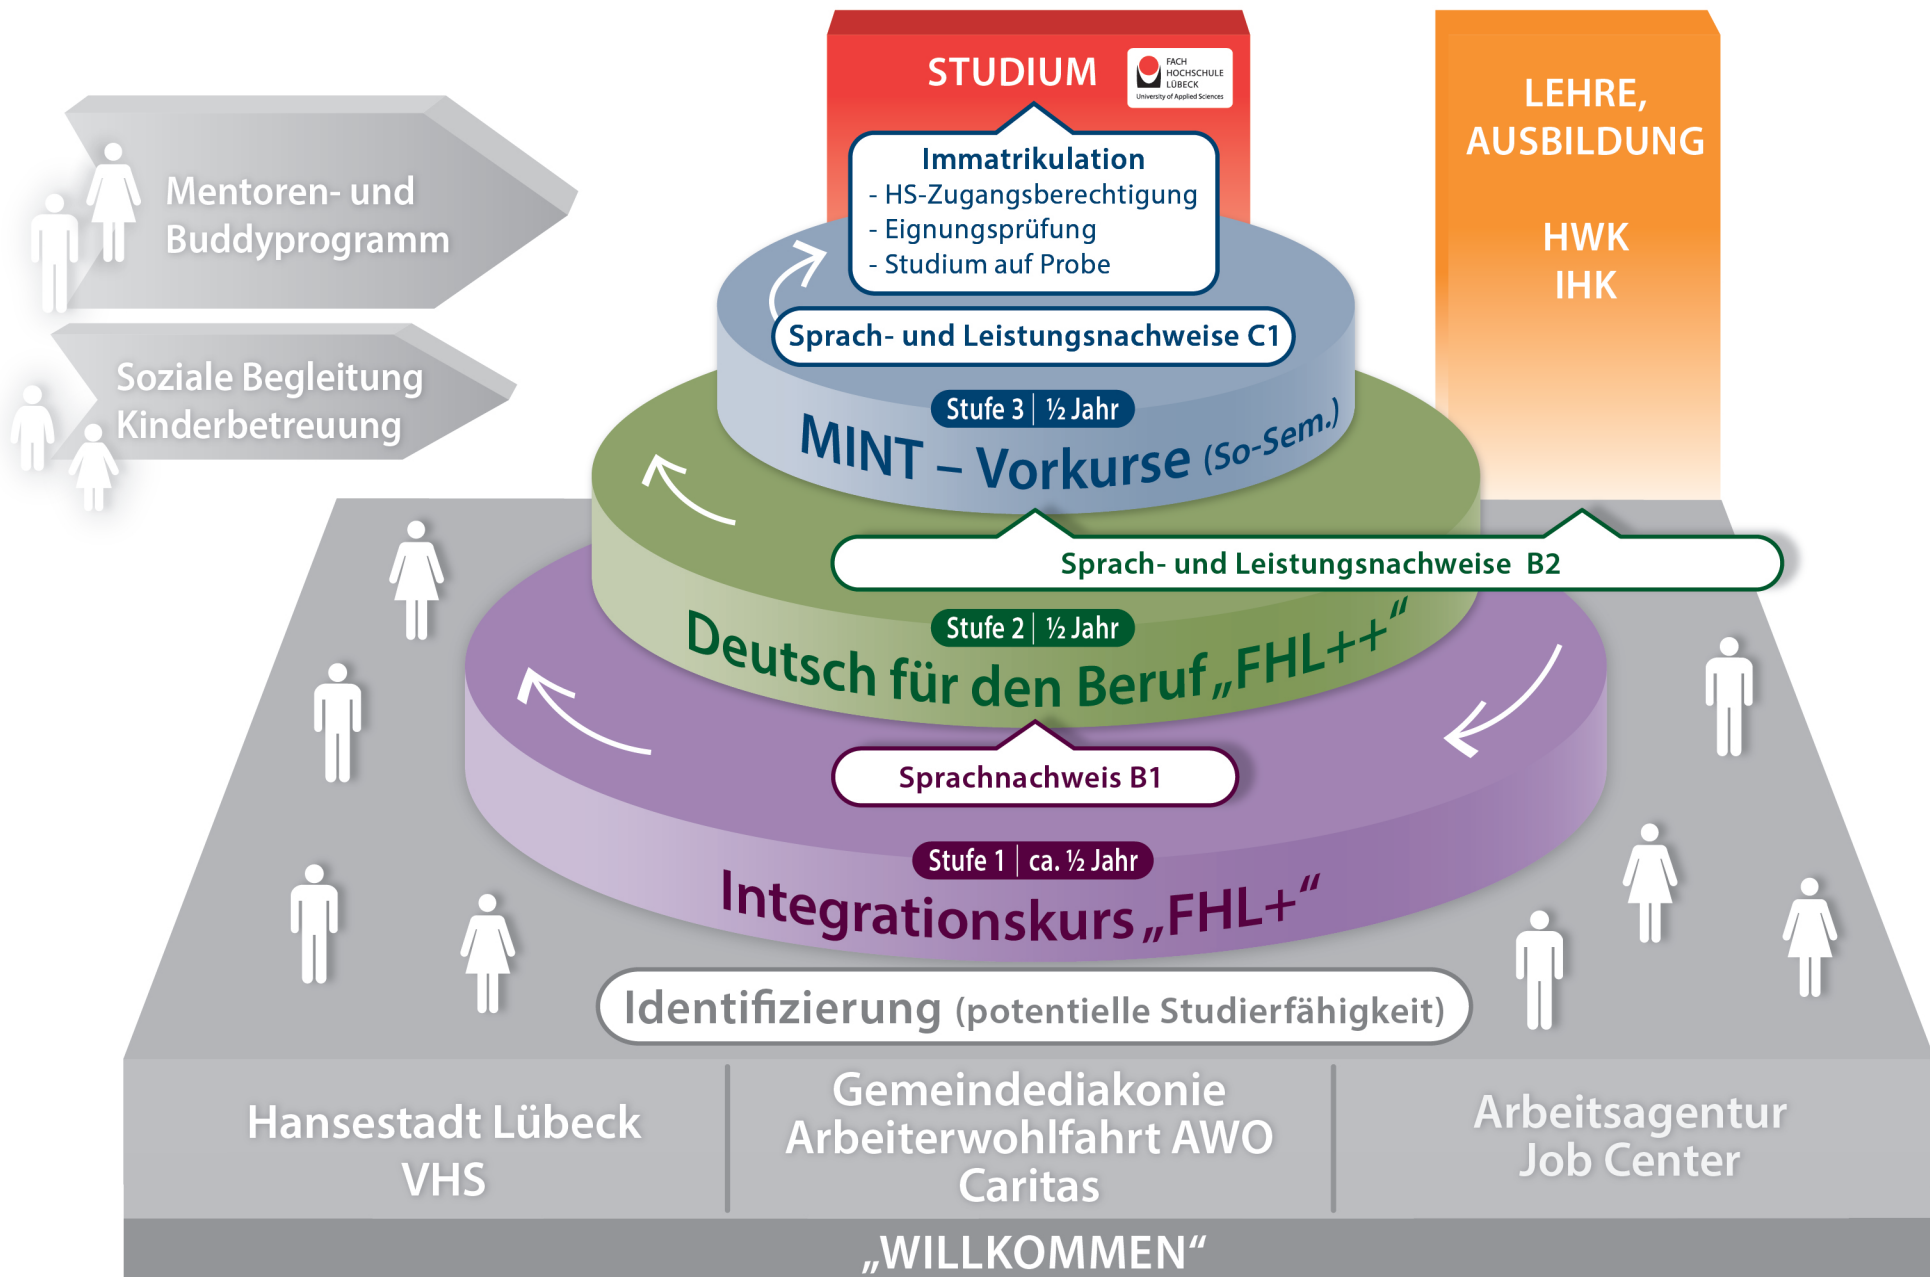 STUDIUM
FACH
HOCHSCHULE
LÜBECK
University of Applied Sciences
Immatrikulation
- HS-Zugangsberechtigung
- Eignungsprüfung
- Studium auf Probe
LEHRE,
AUSBILDUNG
HWK
IHK
Mentoren- und
Buddyprogramm
Soziale Begleitung
Kinderbetreuung
Sprach- und Leistungsnachweise C1
Stufe 3 | ½ Jahr
MINT – Vorkurse (So-Sem.)
Sprach- und Leistungsnachweise B2
Stufe 2 | ½ Jahr
Deutsch für den Beruf „FHL++“
Sprachnachweis B1
Stufe 1 | ca. ½ Jahr
Integrationskurs „FHL+“
Identifizierung (potentielle Studierfähigkeit)
Hansestadt Lübeck
VHS
Gemeindediakonie
Arbeiterwohlfahrt AWO
Caritas
Arbeitsagentur
Job Center
„WILLKOMMEN“